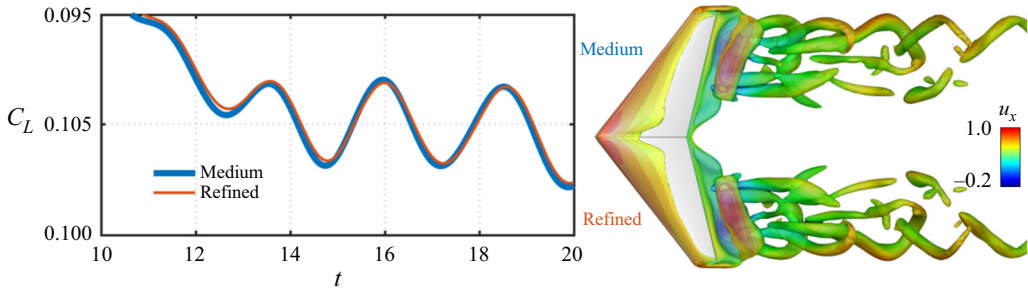 0.095
C_L
0.105
0.100
Medium
Refined
10
12
14
16
18
20
t
Medium
Refined
u_x
1.0
–0.2